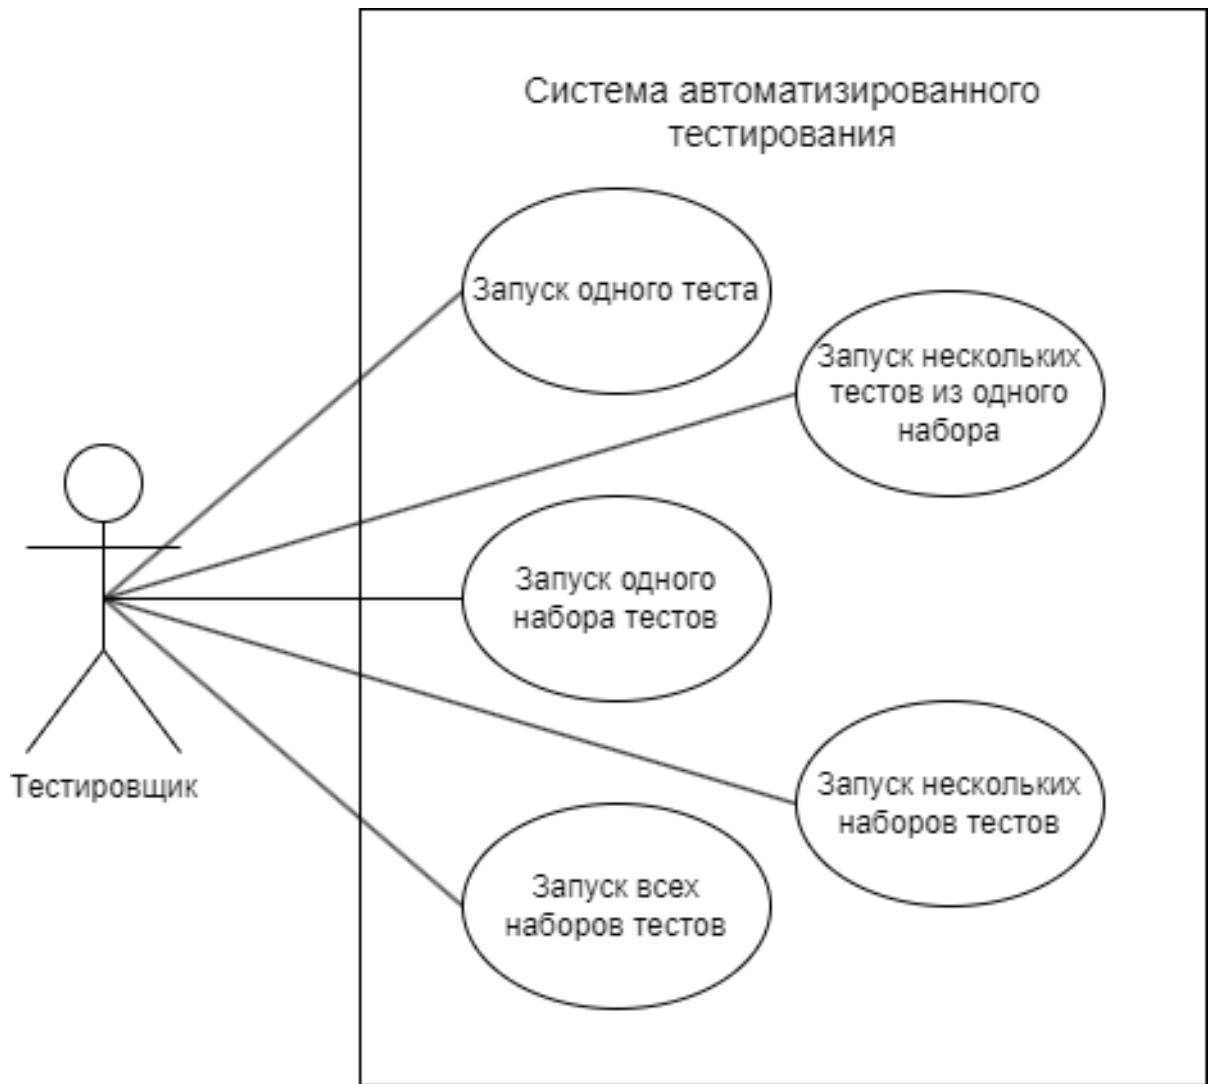 Система автоматизированного
тестирования
Запуск одного теста
Запуск нескольких
тестов из одного
набора
Запуск одного
набора тестов
Тестировщик
Запуск нескольких
наборов тестов
Запуск всех
наборов тестов